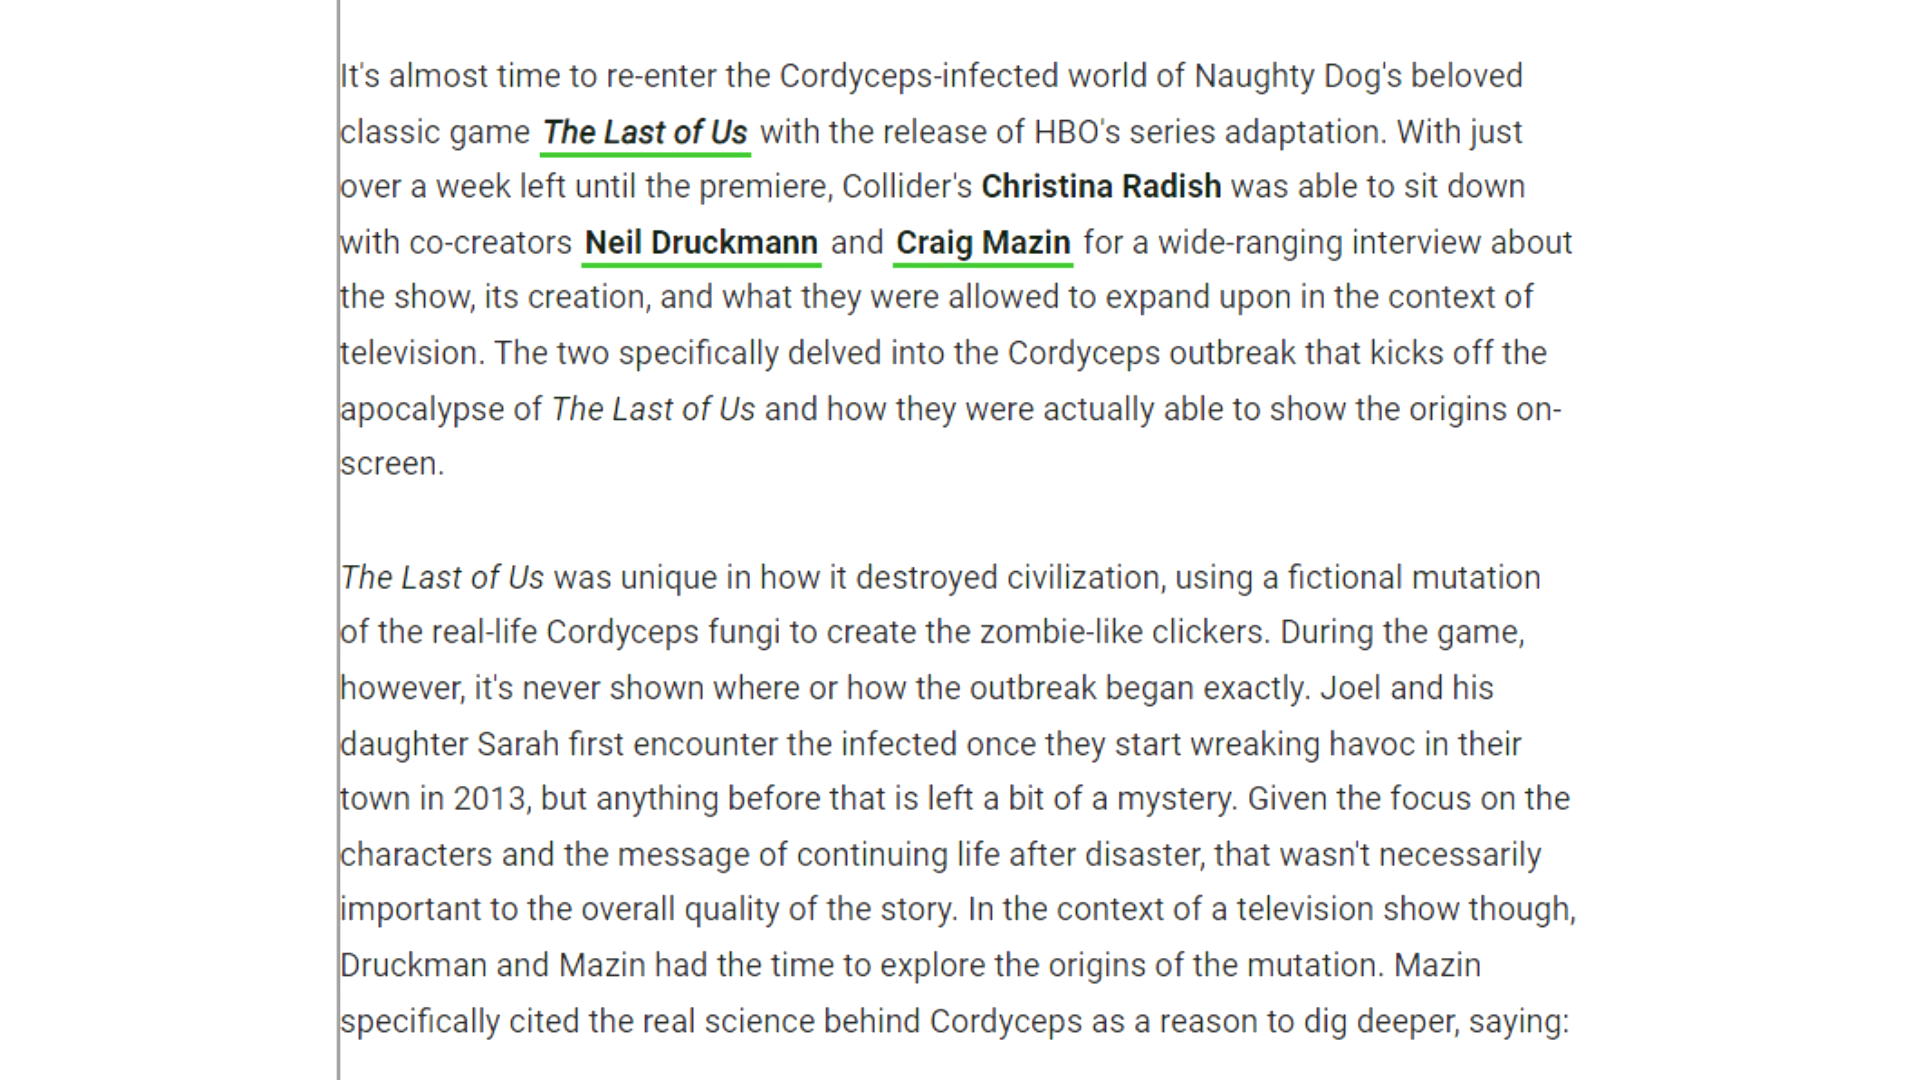 It's almost time to re-enter the Cordyceps-infected world of Naughty Dog's beloved
classic game The Last of Us with the release of HBO's series adaptation. With just
over a week left until the premiere, Collider's Christina Radish was able to sit down
with co-creators Neil Druckmann and Craig Mazin for a wide-ranging interview about
the show, its creation, and what they were allowed to expand upon in the context of
television. The two specifically delved into the Cordyceps outbreak that kicks off the
apocalypse of The Last of Us and how they were actually able to show the origins on-
screen.
The Last of Us was unique in how it destroyed civilization, using a fictional mutation
of the real-life Cordyceps fungi to create the zombie-like clickers. During the game,
however, it's never shown where or how the outbreak began exactly. Joel and his
daughter Sarah first encounter the infected once they start wreaking havoc in their
town in 2013, but anything before that is left a bit of a mystery. Given the focus on the
characters and the message of continuing life after disaster, that wasn't necessarily
important to the overall quality of the story. In the context of a television show though,
Druckman and Mazin had the time to explore the origins of the mutation. Mazin
specifically cited the real science behind Cordyceps as a reason to dig deeper, saying: